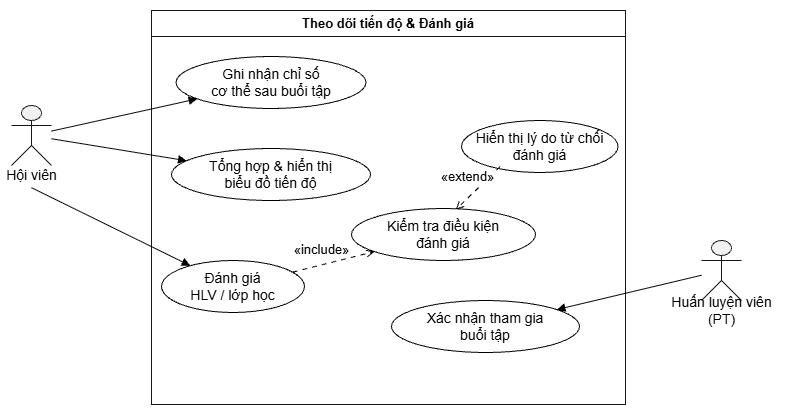 Theo dõi tiến độ & Đánh giá
Ghi nhận chỉ số
cơ thể sau buổi tập
Hội viên
Tổng hợp & hiển thị
biểu đồ tiến độ
Hiển thị lý do từ chối
đánh giá
«extend»
Kiểm tra điều kiện
đánh giá
«include»
Đánh giá
HLV / lớp học
Xác nhận tham gia
buổi tập
Huấn luyện viên
(PT)